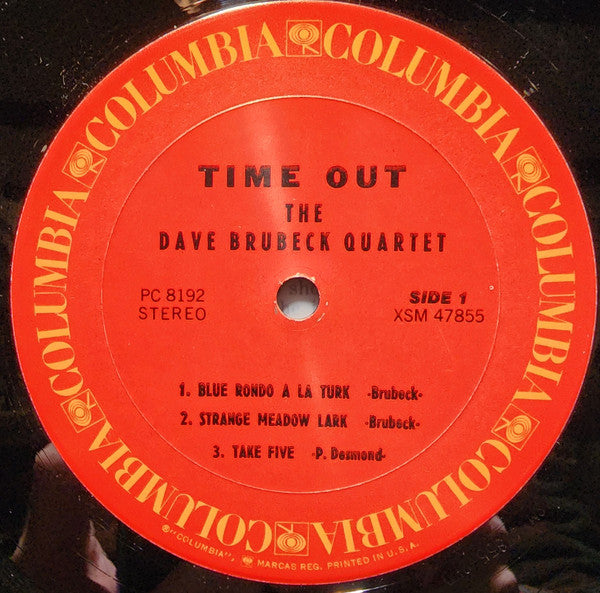 COLUMBIA COLUMBIA COLUMBIA COLUMBIA COLUMBIA COLUMBIA
TIME OUT
THE
DAVE BRUBECK QUARTET
PC 8192
STEREO
SIDE 1
XSM 47855
1. BLUE RONDO A LA TURK -Brubeck-
2. STRANGE MEADOW LARK -Brubeck-
3. TAKE FIVE -P. Desmond-
®"COLUMBIA", MARCAS REG. PRINTED IN U.S.A.